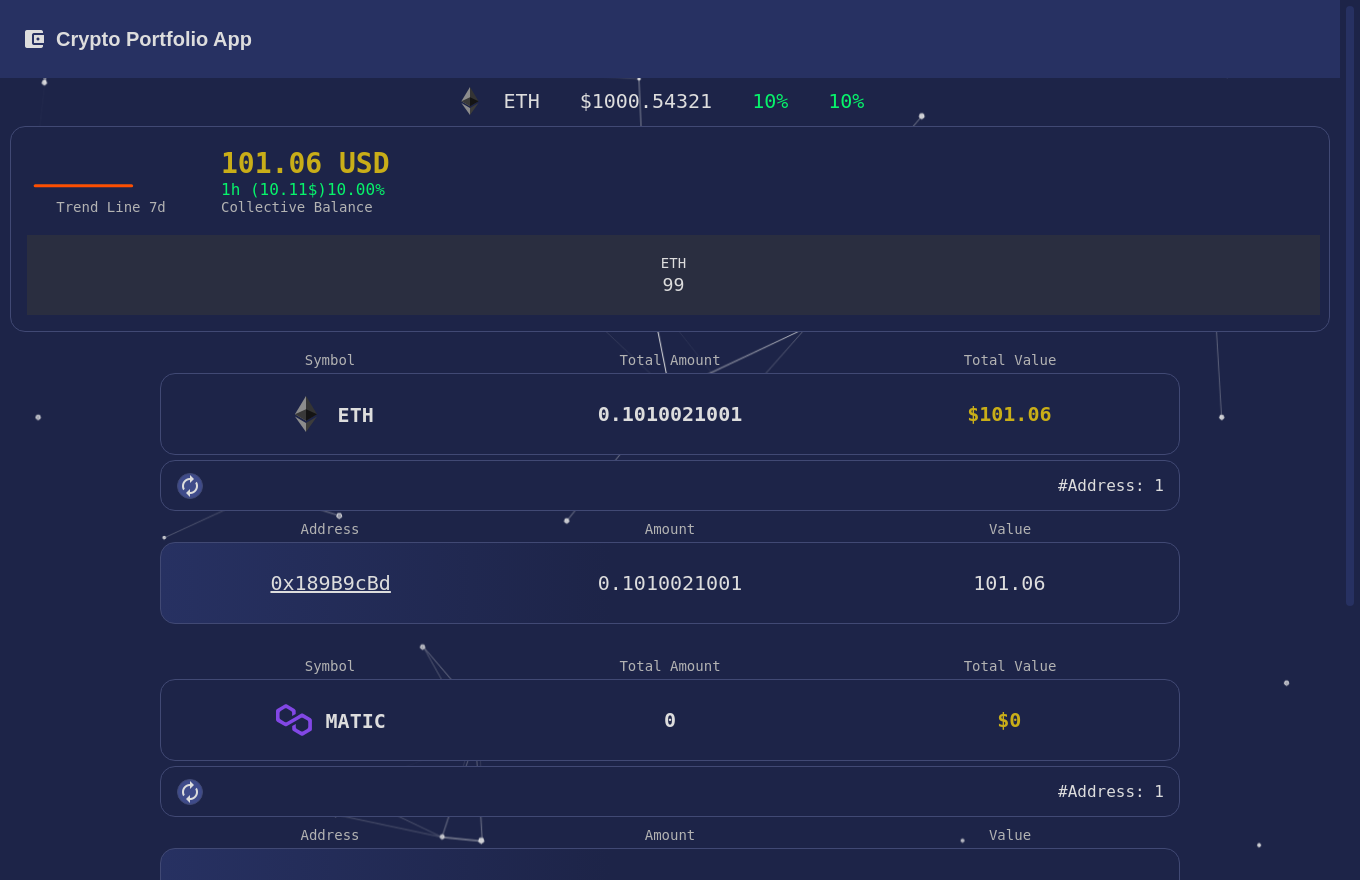 Crypto Portfolio App
ETH $1000.54321 10% 10%
101.06 USD
1h (10.11$)10.00%
Trend Line 7d Collective Balance
ETH
99
Symbol Total Amount Total Value
ETH 0.1010021001 $101.06
#Address: 1
Address Amount Value
0x189B9cBd 0.1010021001 101.06
Symbol Total Amount Total Value
MATIC 0 $0
#Address: 1
Address Amount Value